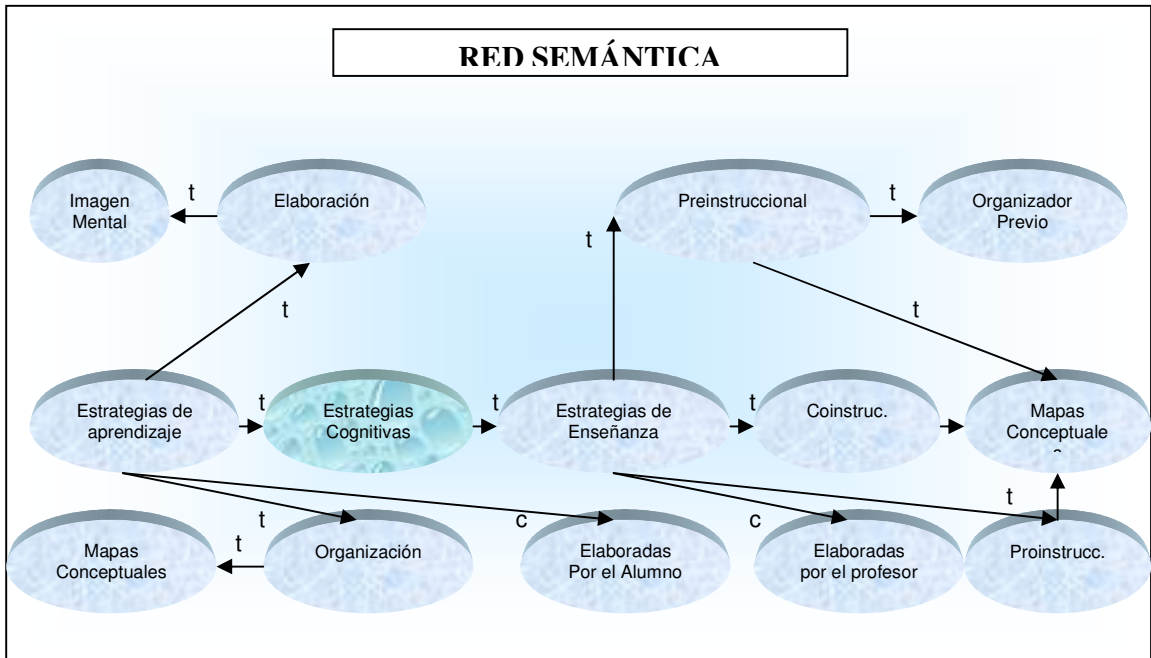 RED SEMÁNTICA
t
Imagen
Mental
Elaboración
Preinstruccional
t
Organizador
Previo
t
t
t
Estrategias de
aprendizaje
t
Estrategias
Cognitivas
t
Estrategias de
Enseñanza
t
Coinstruc.
Mapas
Conceptuale
t
c
c
t
Mapas
Conceptuales
t
Organización
Elaboradas
Por el Alumno
Elaboradas
por el profesor
Proinstrucc.